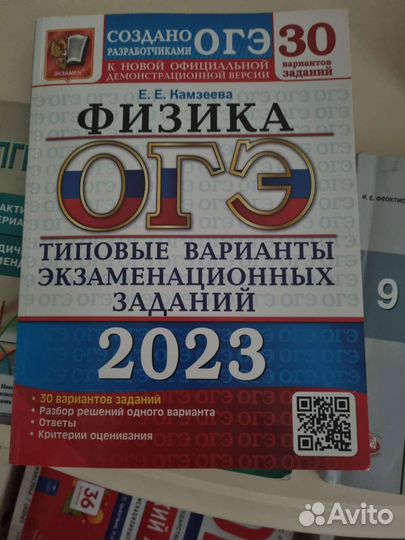 СОЗДАНО
РАЗРАБОТЧИКАМИ ОГЭ
К НОВОЙ ОФИЦИАЛЬНОЙ
ДЕМОНСТРАЦИОННОЙ ВЕРСИИ
30
вариантов
заданий
ЭКЗАМЕН
Е. Е. Камзеева
ФИЗИКА
ОГЭ
ТИПОВЫЕ ВАРИАНТЫ
ЭКЗАМЕНАЦИОННЫХ
ЗАДАНИЙ
2023
• 30 вариантов заданий
• Разбор решений одного варианта
• Ответы
• Критерии оценивания
9
36
Avito